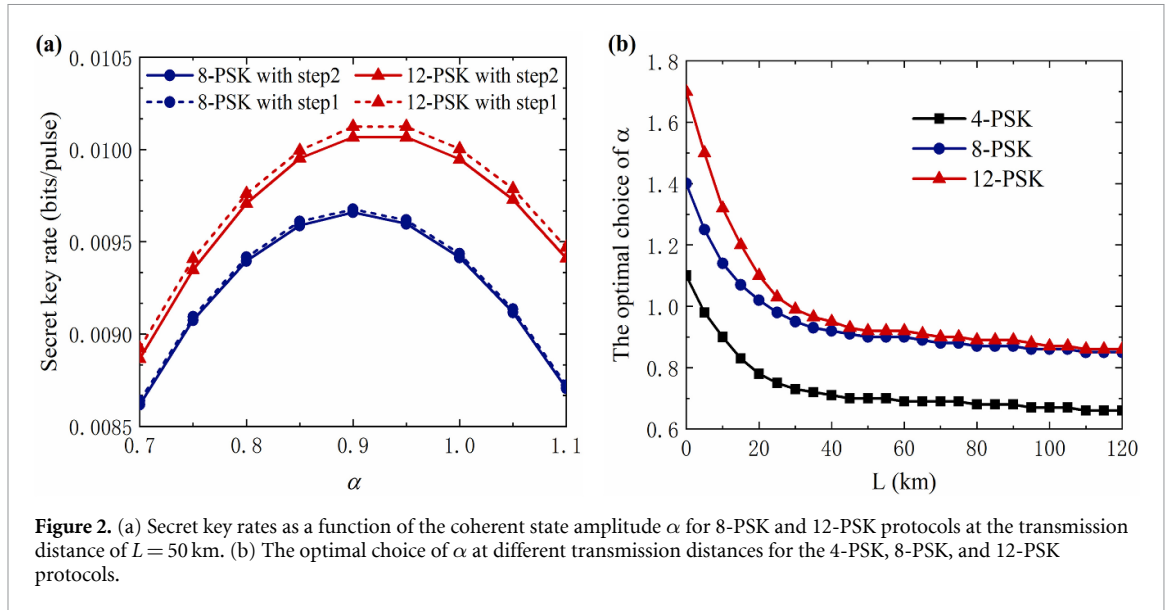 (a)
0.0105
0.0100
0.0095
0.0090
0.0085
Secret key rate (bits/pulse)
8-PSK with step2
12-PSK with step2
8-PSK with step1
12-PSK with step1
0.7
0.8
0.9
1.0
1.1
α
(b)
1.8
1.6
1.4
1.2
1.0
0.8
0.6
The optimal choice of α
4-PSK
8-PSK
12-PSK
0
20
40
60
80
100
120
L (km)
Figure 2. (a) Secret key rates as a function of the coherent state amplitude α for 8-PSK and 12-PSK protocols at the transmission
distance of L = 50 km. (b) The optimal choice of α at different transmission distances for the 4-PSK, 8-PSK, and 12-PSK
protocols.